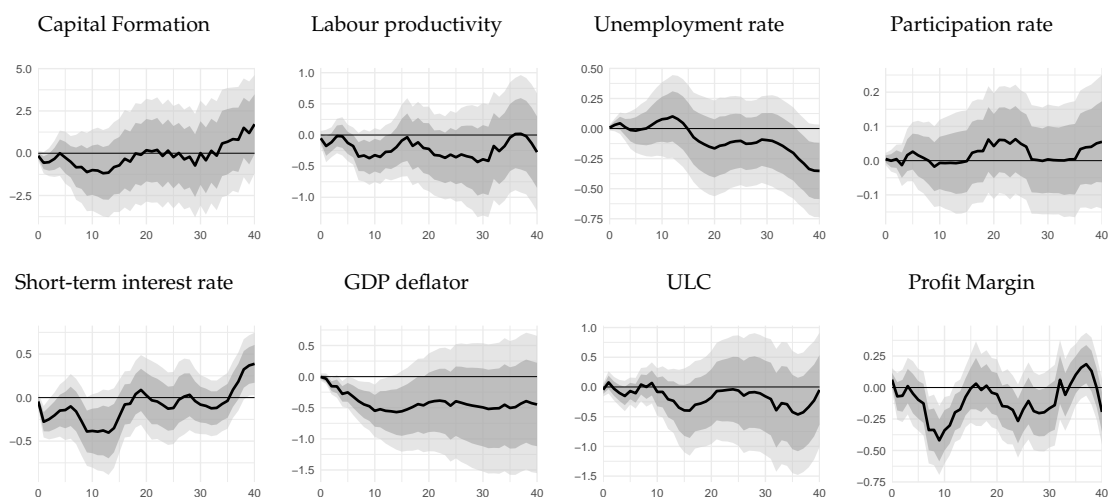 Capital Formation
Labour productivity
Unemployment rate
Participation rate
5.0
2.5
0.0
−2.5
0 10 20 30 40
1.0
0.5
0.0
−0.5
−1.0
0 10 20 30 40
0.50
0.25
0.00
−0.25
−0.50
−0.75
0 10 20 30 40
0.2
0.1
0.0
−0.1
0 10 20 30 40
Short-term interest rate
GDP deflator
ULC
Profit Margin
0.5
0.0
−0.5
0 10 20 30 40
0.5
0.0
−0.5
−1.0
−1.5
0 10 20 30 40
1.0
0.5
0.0
−0.5
−1.0
−1.5
0 10 20 30 40
0.25
0.00
−0.25
−0.50
−0.75
0 10 20 30 40